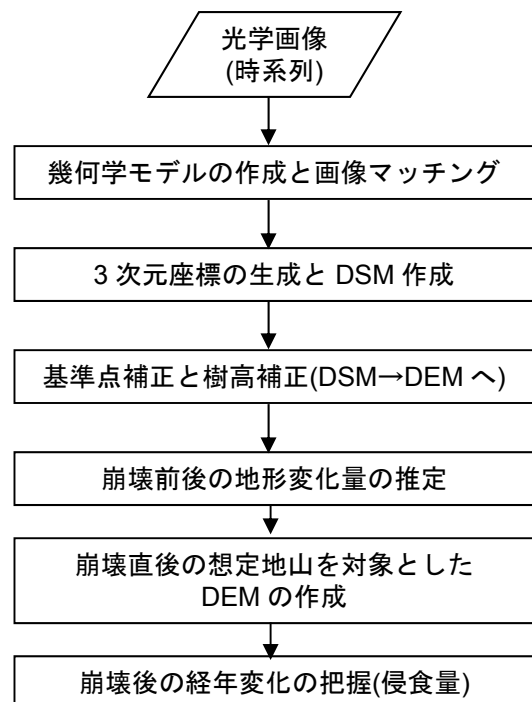 光学画像
(時系列)
幾何学モデルの作成と画像マッチング
3 次元座標の生成と DSM 作成
基準点補正と樹高補正(DSM→DEM へ)
崩壊前後の地形変化量の推定
崩壊直後の想定地山を対象とした
DEM の作成
崩壊後の経年変化の把握(侵食量)